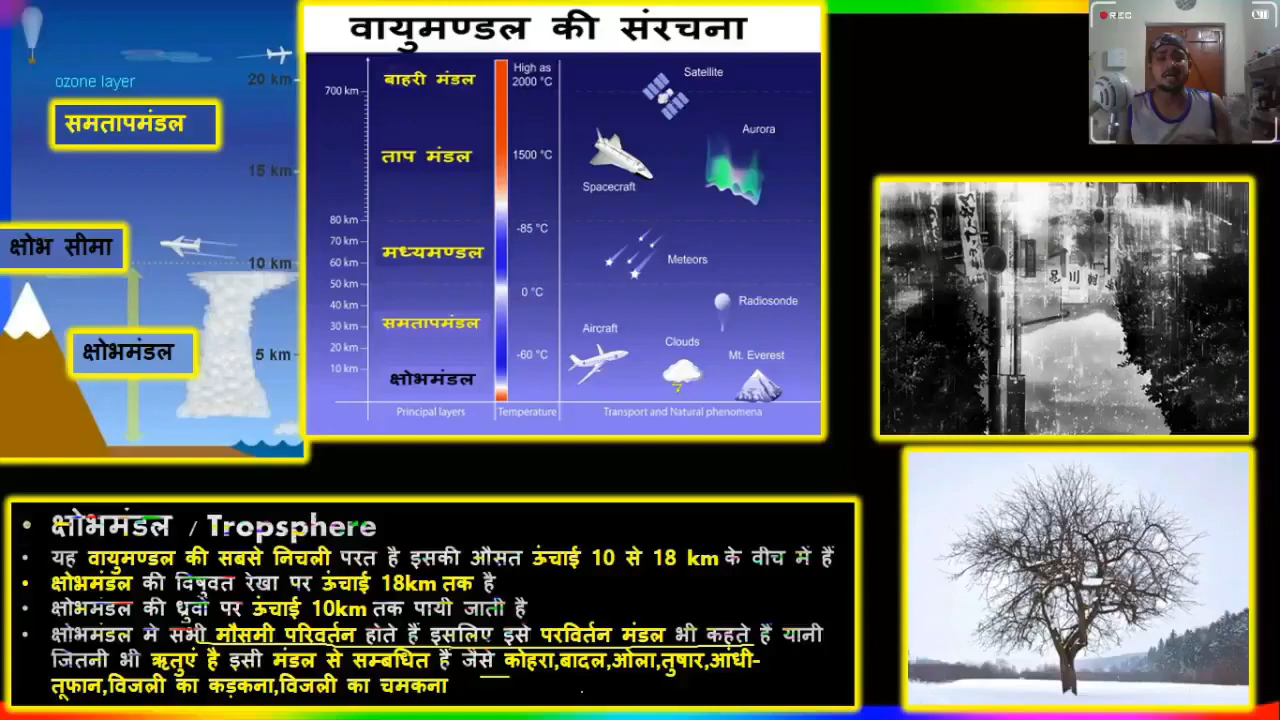 वायुमण्डल की संरचना
REC
ozone layer
20 km
समतापमंडल
15 km
क्षोभ सीमा
10 km
क्षोभमंडल
5 km
बाहरी मंडल
High as
2000 °C
Satellite
700 km
Aurora
ताप मंडल
1500 °C
Spacecraft
80 km
-85 °C
70 km
मध्यमण्डल
60 km
Meteors
50 km
0 °C
40 km
Radiosonde
30 km
समतापमंडल
Aircraft
20 km
-60 °C
Clouds
Mt. Everest
10 km
क्षोभमंडल
Principal layers
Temperature
Transport and Natural phenomena
• क्षोभमंडल / Tropsphere
• यह वायुमण्डल की सबसे निचली परत है इसकी औसत ऊंचाई 10 से 18 km के वीच में हैं
• क्षोभमंडल की विषुवत रेखा पर ऊंचाई 18km तक है
• क्षोभमंडल की ध्रुवों पर ऊंचाई 10km तक पायी जाती है
• क्षोभमंडल मे सभी मौसमी परिवर्तन होते हैं इसलिए इसे परविर्तन मंडल भी कहते है यानी
जितनी भी ऋतुएं है इसी मंडल से सम्बधित हैं जैसे कोहरा,बादल,ओला,तुषार,आंधी-
तूफान,विजली का कड़कना,विजली का चमकना